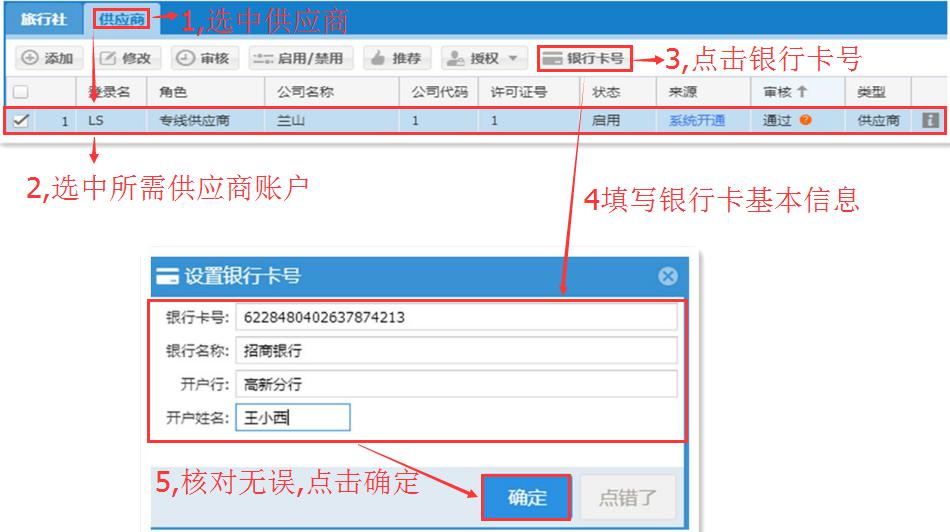 旅行社 供应商 1,选中供应商
添加 修改 审核 启用/禁用 推荐 授权 银行卡号 3,点击银行卡号
登录名 角色 公司名称 公司代码 许可证号 状态 来源 审核 类型
1 LS 专线供应商 兰山 1 1 启用 系统开通 通过 供应商
2,选中所需供应商账户
4填写银行卡基本信息
设置银行卡号
银行卡号: 6228480402637874213
银行名称: 招商银行
开户行: 高新分行
开户姓名: 王小西
5,核对无误,点击确定
确定 点错了